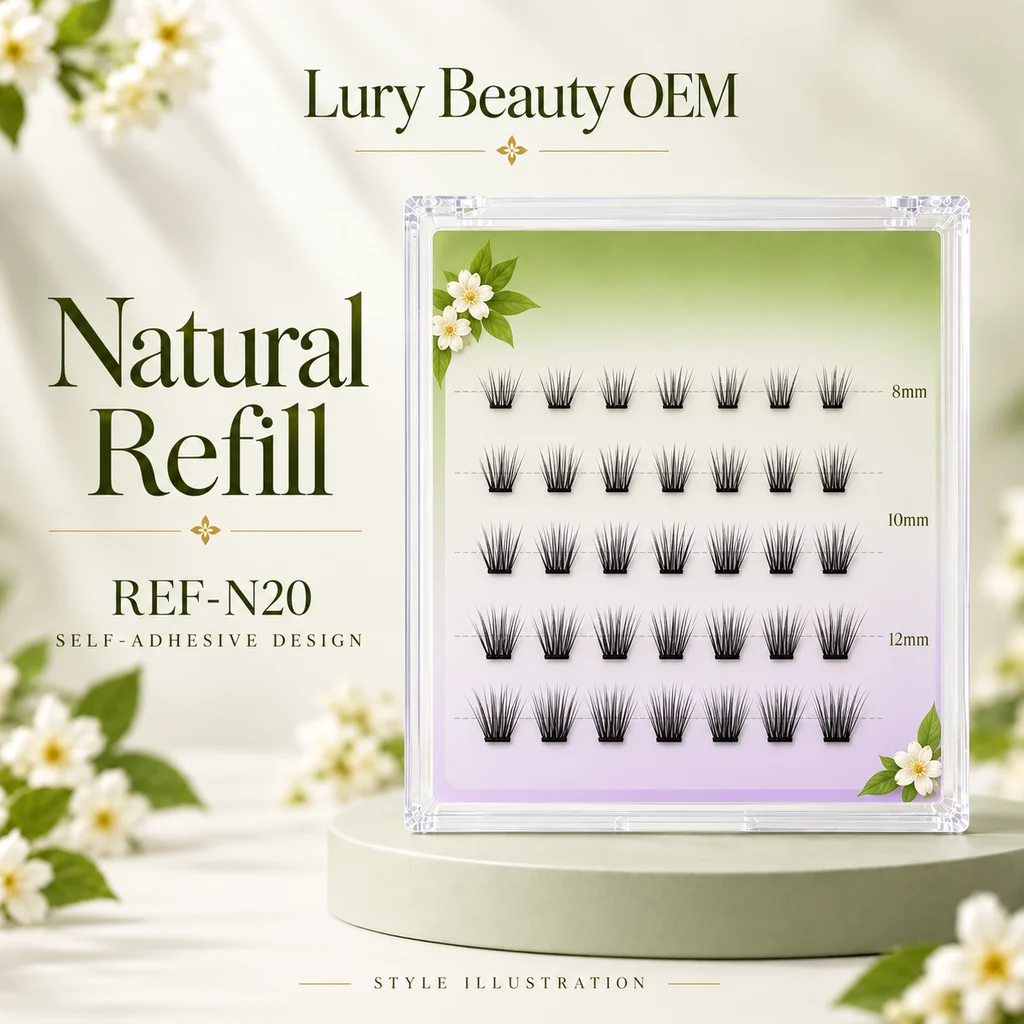 Lury Beauty OEM
Natural
Refill
REF-N20
SELF-ADHESIVE DESIGN
8mm
10mm
12mm
STYLE ILLUSTRATION